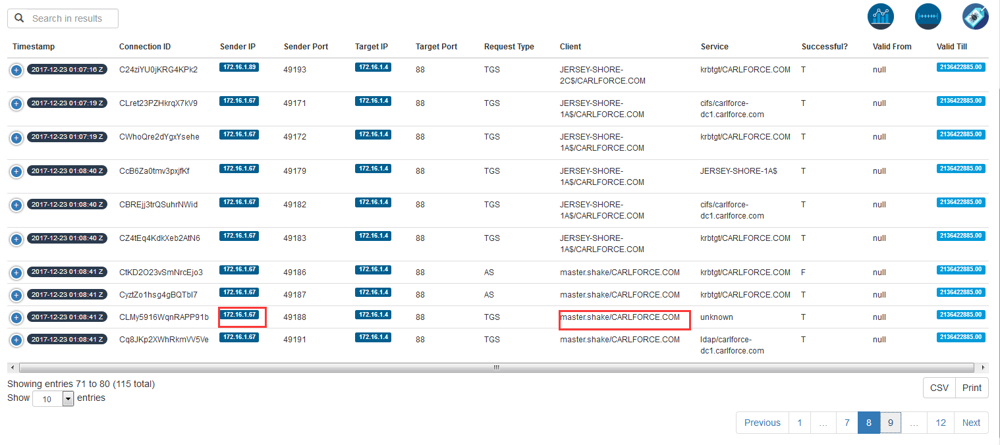 Search in results
Timestamp Connection ID Sender IP Sender Port Target IP Target Port Request Type Client Service Successful? Valid From Valid Till
2017-12-23 01:07:16 Z C24ziYU0jKRG4KPk2 172.16.1.89 49193 172.16.1.4 88 TGS JERSEY-SHORE- krbtgt/CARLFORCE.COM T null 2136422885.00
2C$/CARLFORCE.COM
2017-12-23 01:07:19 Z CLret23PZHkrqX7kV9 172.16.1.67 49171 172.16.1.4 88 TGS JERSEY-SHORE- cifs/carlforce- T null 2136422885.00
1A$/CARLFORCE.COM dc1.carlforce.com
2017-12-23 01:07:19 Z CWhoQre2dYgxYsehe 172.16.1.67 49172 172.16.1.4 88 TGS JERSEY-SHORE- krbtgt/CARLFORCE.COM T null 2136422885.00
1A$/CARLFORCE.COM
2017-12-23 01:08:40 Z CcB6Za0tmv3pxjfKf 172.16.1.67 49179 172.16.1.4 88 TGS JERSEY-SHORE- JERSEY-SHORE-1A$ T null 2136422885.00
1A$/CARLFORCE.COM
2017-12-23 01:08:40 Z CBREjj3trQSuhrNWid 172.16.1.67 49182 172.16.1.4 88 TGS JERSEY-SHORE- cifs/carlforce- T null 2136422885.00
1A$/CARLFORCE.COM dc1.carlforce.com
2017-12-23 01:08:40 Z CZ4tEq4KdkXeb2AtN6 172.16.1.67 49183 172.16.1.4 88 TGS JERSEY-SHORE- krbtgt/CARLFORCE.COM T null 2136422885.00
1A$/CARLFORCE.COM
2017-12-23 01:08:41 Z CtKD2O23vSmNrcEjo3 172.16.1.67 49186 172.16.1.4 88 AS master.shake/CARLFORCE.COM krbtgt/CARLFORCE.COM F null 2136422885.00
2017-12-23 01:08:41 Z CyztZo1hsg4gBQTbI7 172.16.1.67 49187 172.16.1.4 88 AS master.shake/CARLFORCE.COM krbtgt/CARLFORCE.COM T null 2136422885.00
2017-12-23 01:08:41 Z CLMy5916WqnRAPP91b 172.16.1.67 49188 172.16.1.4 88 TGS master.shake/CARLFORCE.COM unknown T null 2136422885.00
2017-12-23 01:08:41 Z Cq8JKp2XWhRkmVV5Ve 172.16.1.67 49191 172.16.1.4 88 TGS master.shake/CARLFORCE.COM ldap/carlforce- T null 2136422885.00
dc1.carlforce.com
Showing entries 71 to 80 (115 total) CSV Print
Show 10 entries
Previous 1 … 7 8 9 … 12 Next